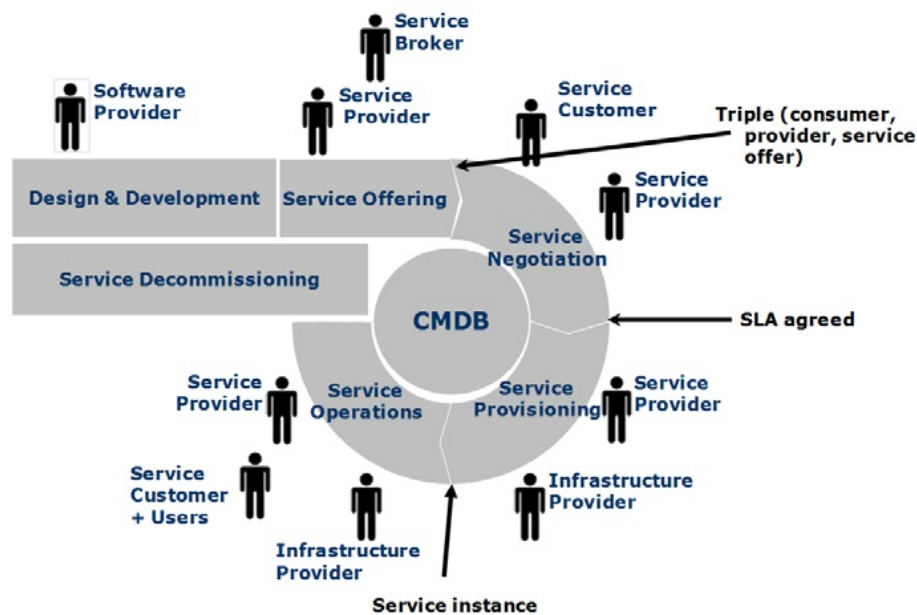 Service
Broker
Software
Provider
Service
Provider
Service
Customer
Triple (consumer,
provider, service
offer)
Design & Development
Service Offering
Service
Provider
Service
Negotiation
Service Decommissioning
CMDB
SLA agreed
Service
Provider
Service
Operations
Service
Provisioning
Service
Provider
Service
Customer
+ Users
Infrastructure
Provider
Infrastructure
Provider
Service instance